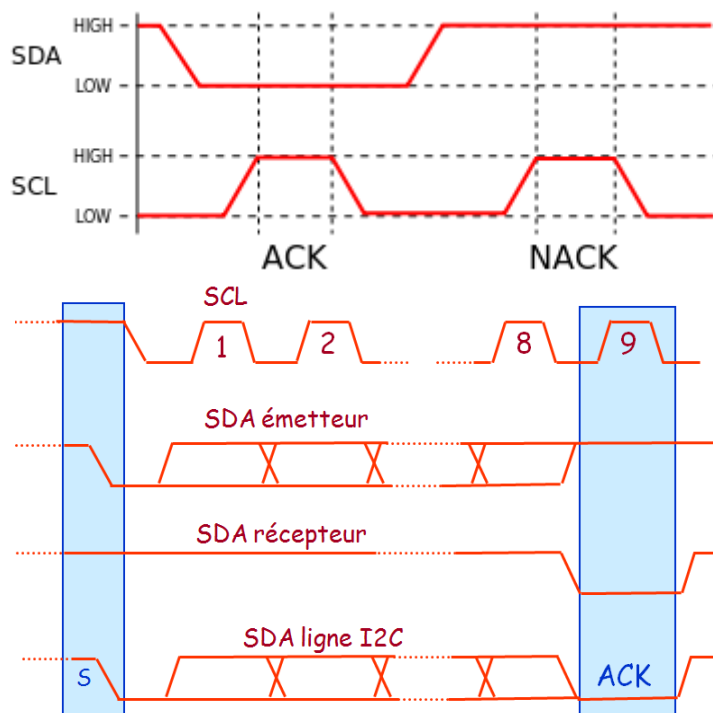 HIGH
SDA
LOW
HIGH
SCL
LOW
ACK NACK
SCL
1 2 8 9
SDA émetteur
SDA récepteur
SDA ligne I2C
S ACK